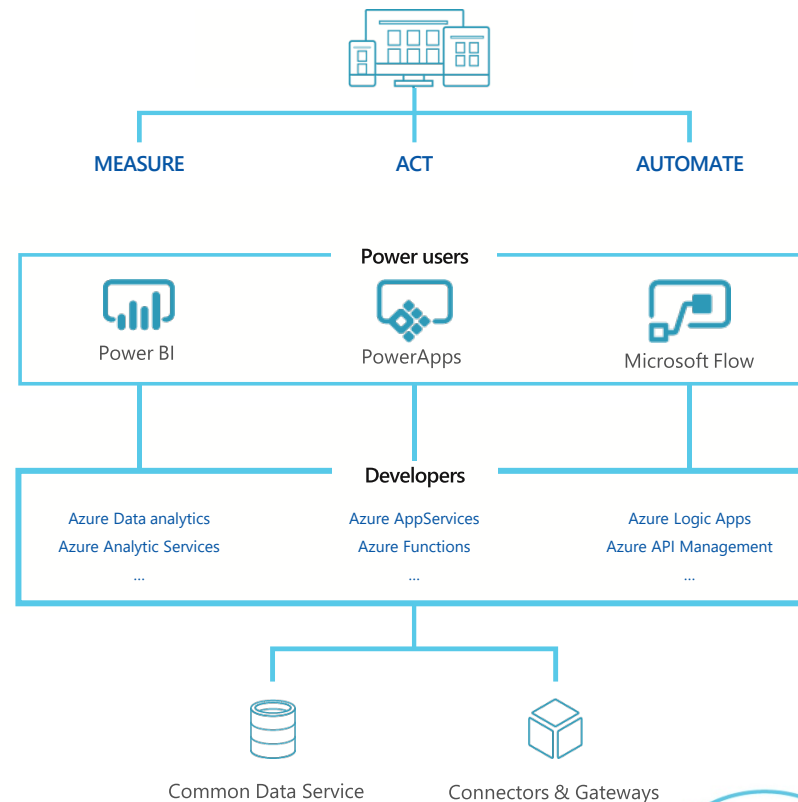 MEASURE ACT AUTOMATE
Power users
Power BI PowerApps Microsoft Flow
Developers
Azure Data analytics Azure AppServices Azure Logic Apps
Azure Analytic Services Azure Functions Azure API Management
... ... ...
Common Data Service Connectors & Gateways